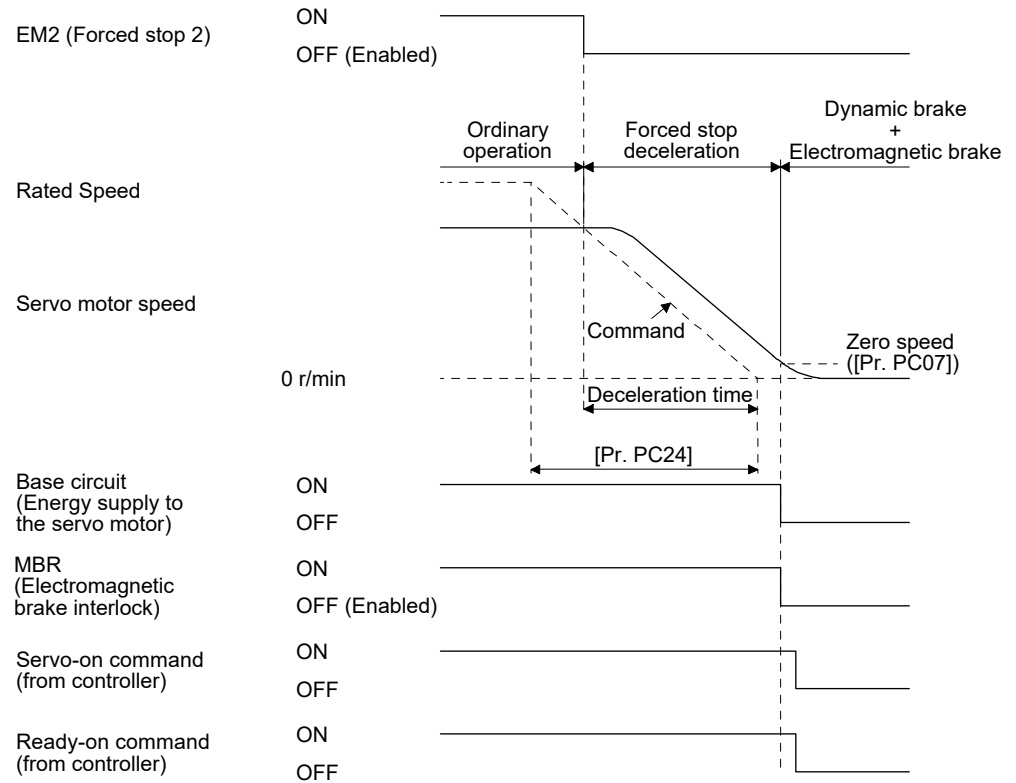 EM2 (Forced stop 2)
ON
OFF (Enabled)
Ordinary
operation
Forced stop
deceleration
Dynamic brake
+
Electromagnetic brake
Rated Speed
Servo motor speed
Command
Zero speed
([Pr. PC07])
0 r/min
Deceleration time
[Pr. PC24]
Base circuit
(Energy supply to
the servo motor)
ON
OFF
MBR
(Electromagnetic
brake interlock)
ON
OFF (Enabled)
Servo-on command
(from controller)
ON
OFF
Ready-on command
(from controller)
ON
OFF